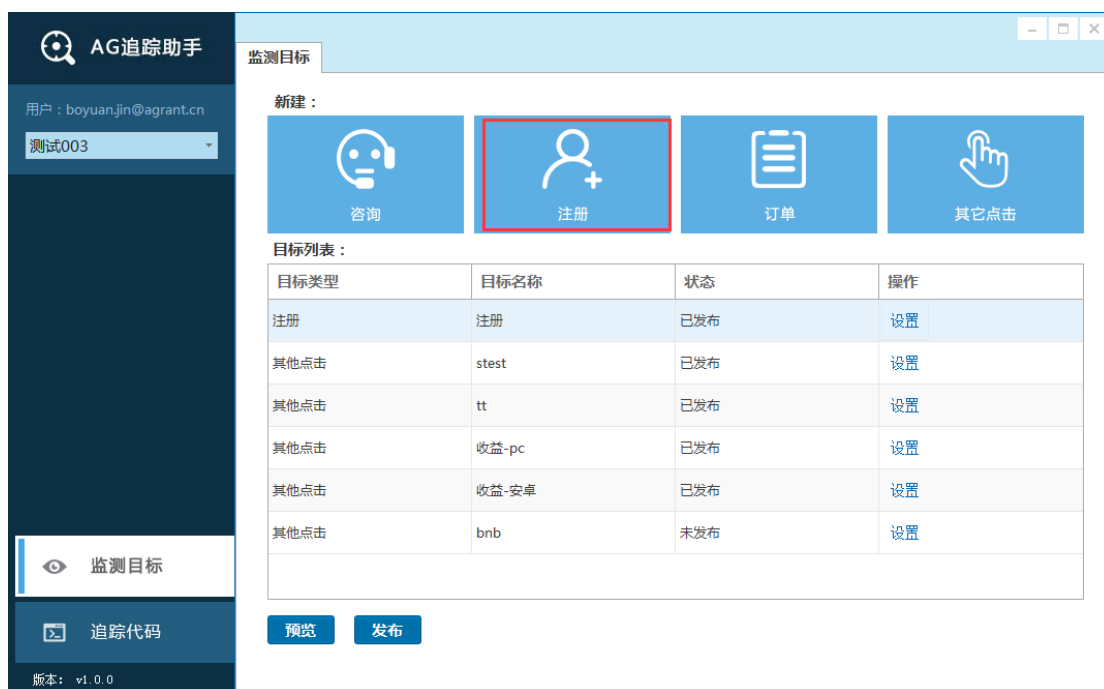 AG追踪助手
用户：boyuan.jin@agrant.cn
测试003
监测目标
追踪代码
版本： v1.0.0
监测目标
新建：
咨询 注册 订单 其它点击
目标列表：
目标类型 目标名称 状态 操作
注册 注册 已发布 设置
其他点击 stest 已发布 设置
其他点击 tt 已发布 设置
其他点击 收益-pc 已发布 设置
其他点击 收益-安卓 已发布 设置
其他点击 bnb 未发布 设置
预览 发布